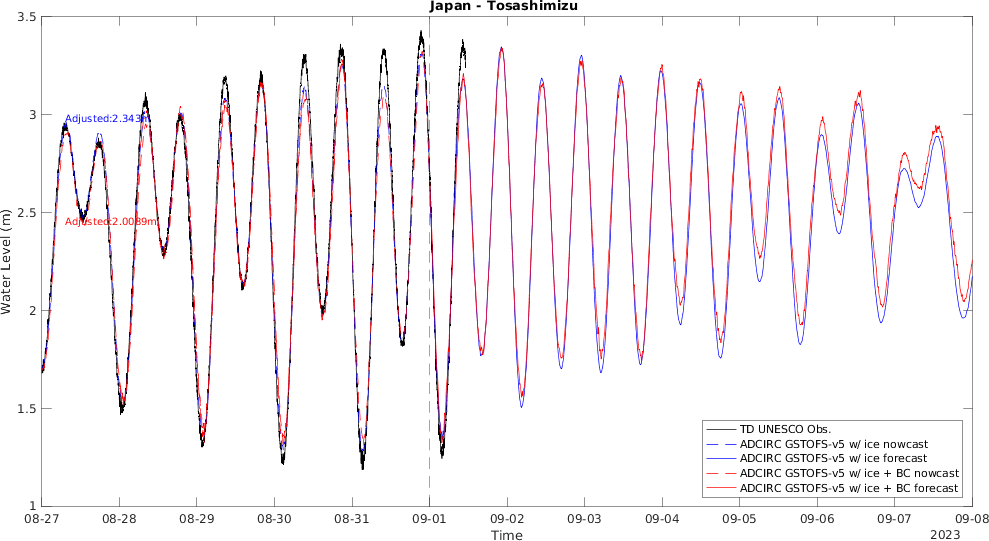 Japan - Tosashimizu
3.5
3
2.5
2
1.5
1
Water Level (m)
Adjusted:2.343m
Adjusted:2.0089m
TD UNESCO Obs.
ADCIRC GSTOFS-v5 w/ ice nowcast
ADCIRC GSTOFS-v5 w/ ice forecast
ADCIRC GSTOFS-v5 w/ ice + BC nowcast
ADCIRC GSTOFS-v5 w/ ice + BC forecast
08-27 08-28 08-29 08-30 08-31 09-01 09-02 09-03 09-04 09-05 09-06 09-07 09-08
Time
2023